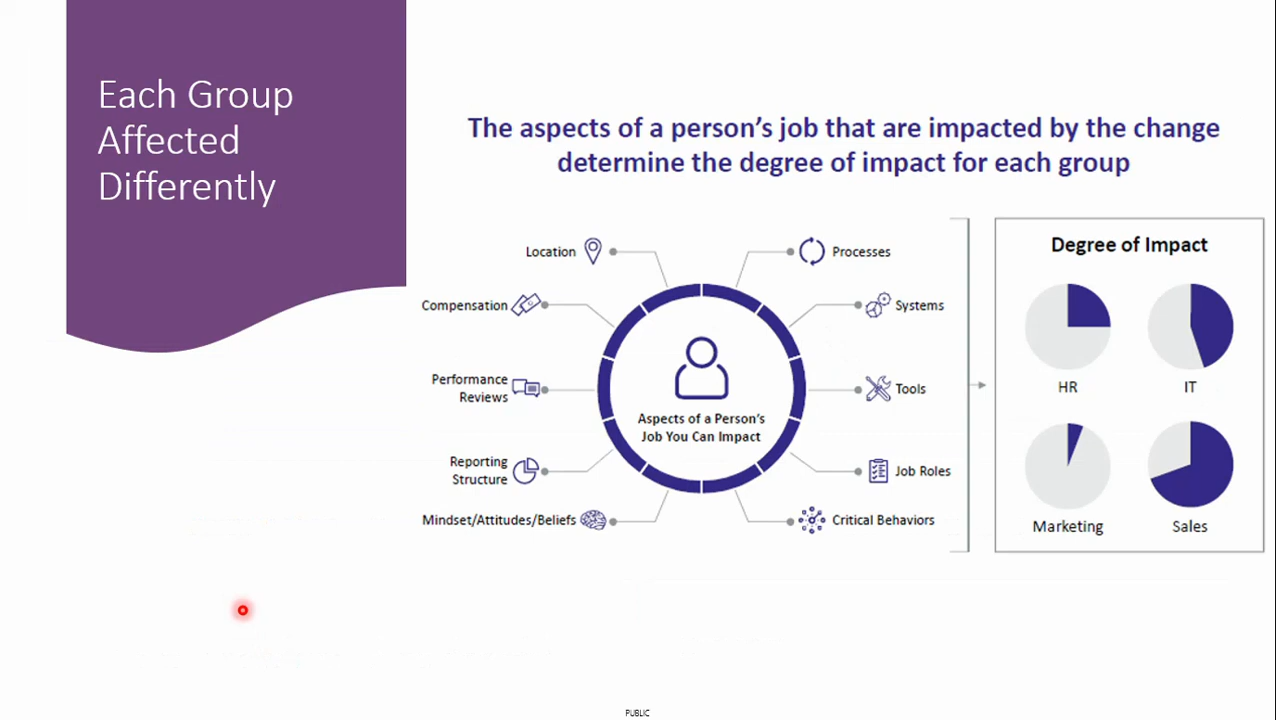 Each Group
Affected
Differently
The aspects of a person's job that are impacted by the change
determine the degree of impact for each group
Location
Compensation
Performance
Reviews
Reporting
Structure
Mindset/Attitudes/Beliefs
Processes
Systems
Tools
Job Roles
Critical Behaviors
Aspects of a Person's
Job You Can Impact
Degree of Impact
HR
IT
Marketing
Sales
PUBLIC